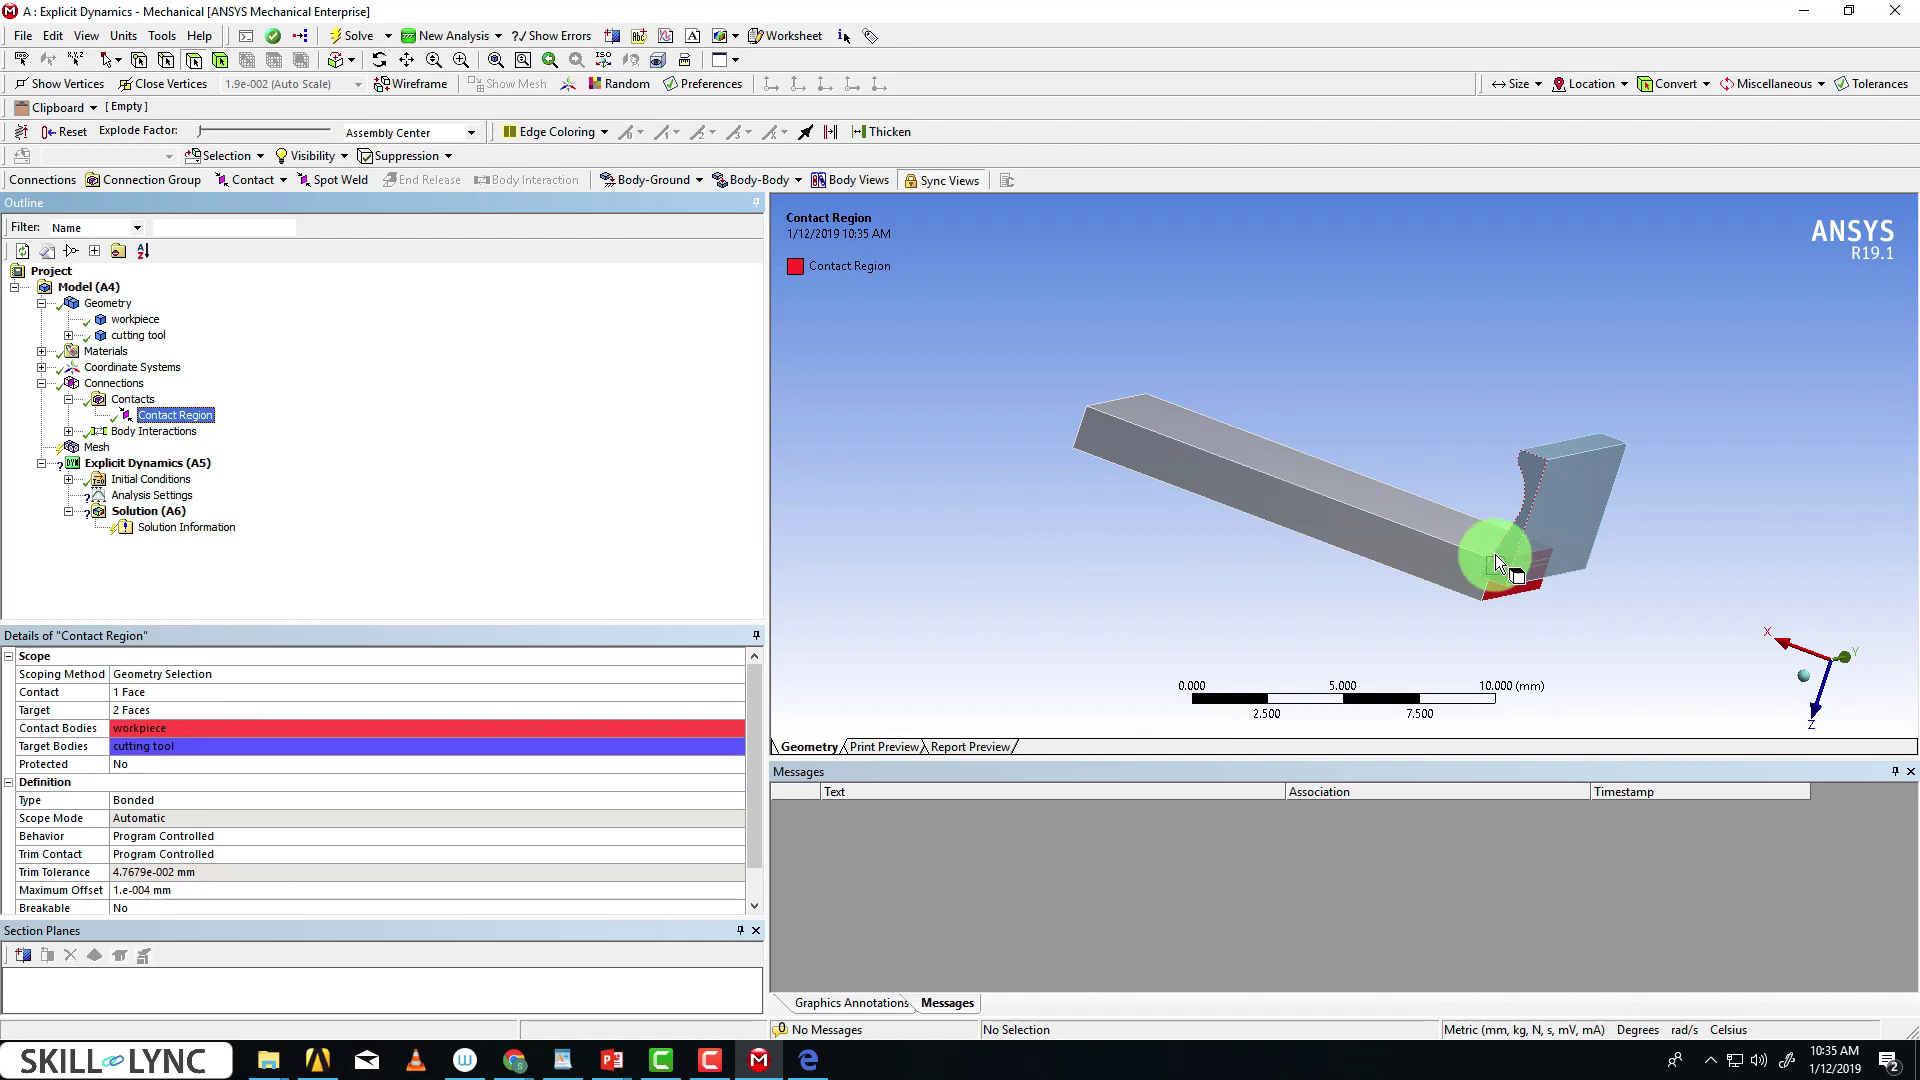 A : Explicit Dynamics - Mechanical [ANSYS Mechanical Enterprise]
File Edit View Units Tools Help Solve New Analysis ?/ Show Errors Worksheet
Show Vertices Close Vertices 1.9e-002 (Auto Scale) Wireframe Show Mesh Random Preferences Size Location Convert Miscellaneous Tolerances
Clipboard [ Empty ]
Reset Explode Factor: Assembly Center Edge Coloring Thicken
Selection Visibility Suppression
Connections Connection Group Contact Spot Weld End Release Body Interaction Body-Ground Body-Body Body Views Sync Views
Outline
Filter: Name
Project
Model (A4)
Geometry
workpiece
cutting tool
Materials
Coordinate Systems
Connections
Contacts
Contact Region
Body Interactions
Mesh
Explicit Dynamics (A5)
Initial Conditions
Analysis Settings
Solution (A6)
Solution Information
Details of "Contact Region"
Scope
Scoping Method Geometry Selection
Contact 1 Face
Target 2 Faces
Contact Bodies workpiece
Target Bodies cutting tool
Protected No
Definition
Type Bonded
Scope Mode Automatic
Behavior Program Controlled
Trim Contact Program Controlled
Trim Tolerance 4.7679e-002 mm
Maximum Offset 1.e-004 mm
Breakable No
Section Planes
Contact Region
1/12/2019 10:35 AM
Contact Region
ANSYS
R19.1
X
Y
Z
0.000 5.000 10.000 (mm)
2.500 7.500
Geometry Print Preview Report Preview
Messages
Text Association Timestamp
Graphics Annotations Messages
No Messages No Selection Metric (mm, kg, N, s, mV, mA) Degrees rad/s Celsius
SKILL LYNC
10:35 AM
1/12/2019
2